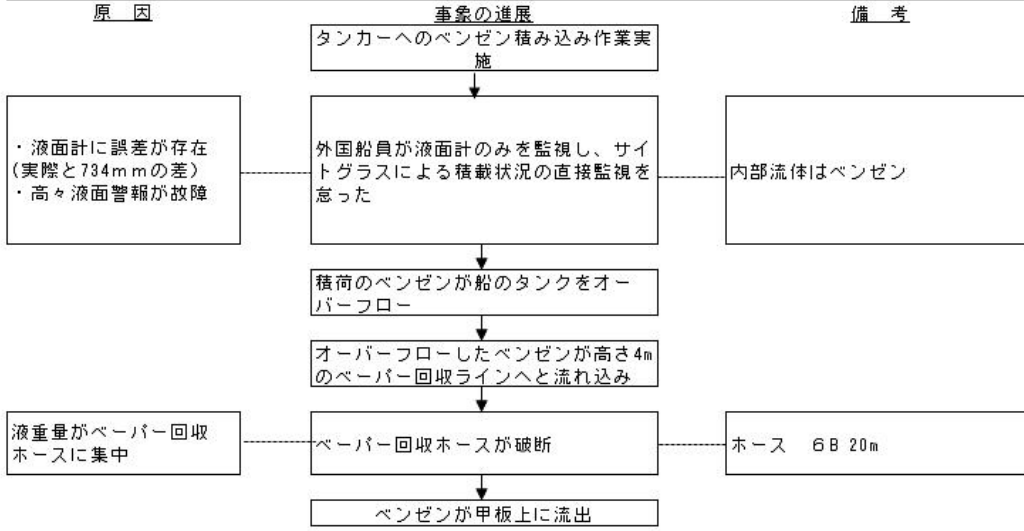 原　因
事象の進展
備　考
タンカーへのベンゼン積み込み作業実
施
・液面計に誤差が存在
(実際と734mmの差)
・高々液面警報が故障
外国船員が液面計のみを監視し、サイ
トグラスによる積載状況の直接監視を
怠った
内部流体はベンゼン
積荷のベンゼンが船のタンクをオー
バーフロー
オーバーフローしたベンゼンが高さ4m
のベーパー回収ラインへと流れ込み
液重量がベーパー回収
ホースに集中
ベーパー回収ホースが破断
ホース　6B 20m
ベンゼンが甲板上に流出